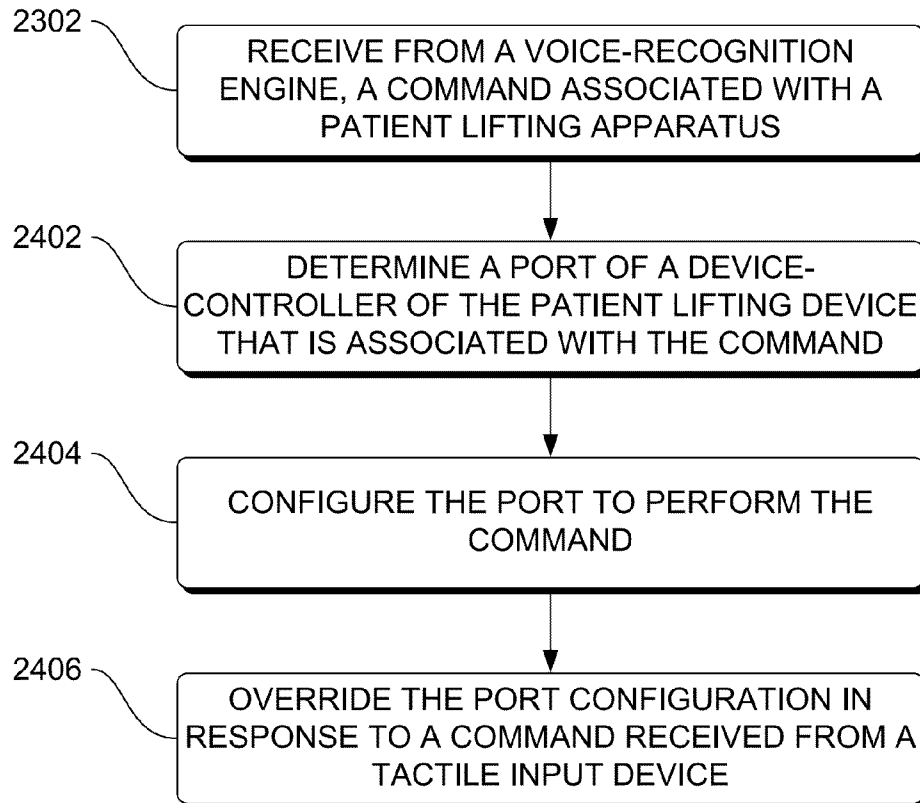 2302
RECEIVE FROM A VOICE-RECOGNITION
ENGINE, A COMMAND ASSOCIATED WITH A
PATIENT LIFTING APPARATUS
2402
DETERMINE A PORT OF A DEVICE-
CONTROLLER OF THE PATIENT LIFTING DEVICE
THAT IS ASSOCIATED WITH THE COMMAND
2404
CONFIGURE THE PORT TO PERFORM THE
COMMAND
2406
OVERRIDE THE PORT CONFIGURATION IN
RESPONSE TO A COMMAND RECEIVED FROM A
TACTILE INPUT DEVICE